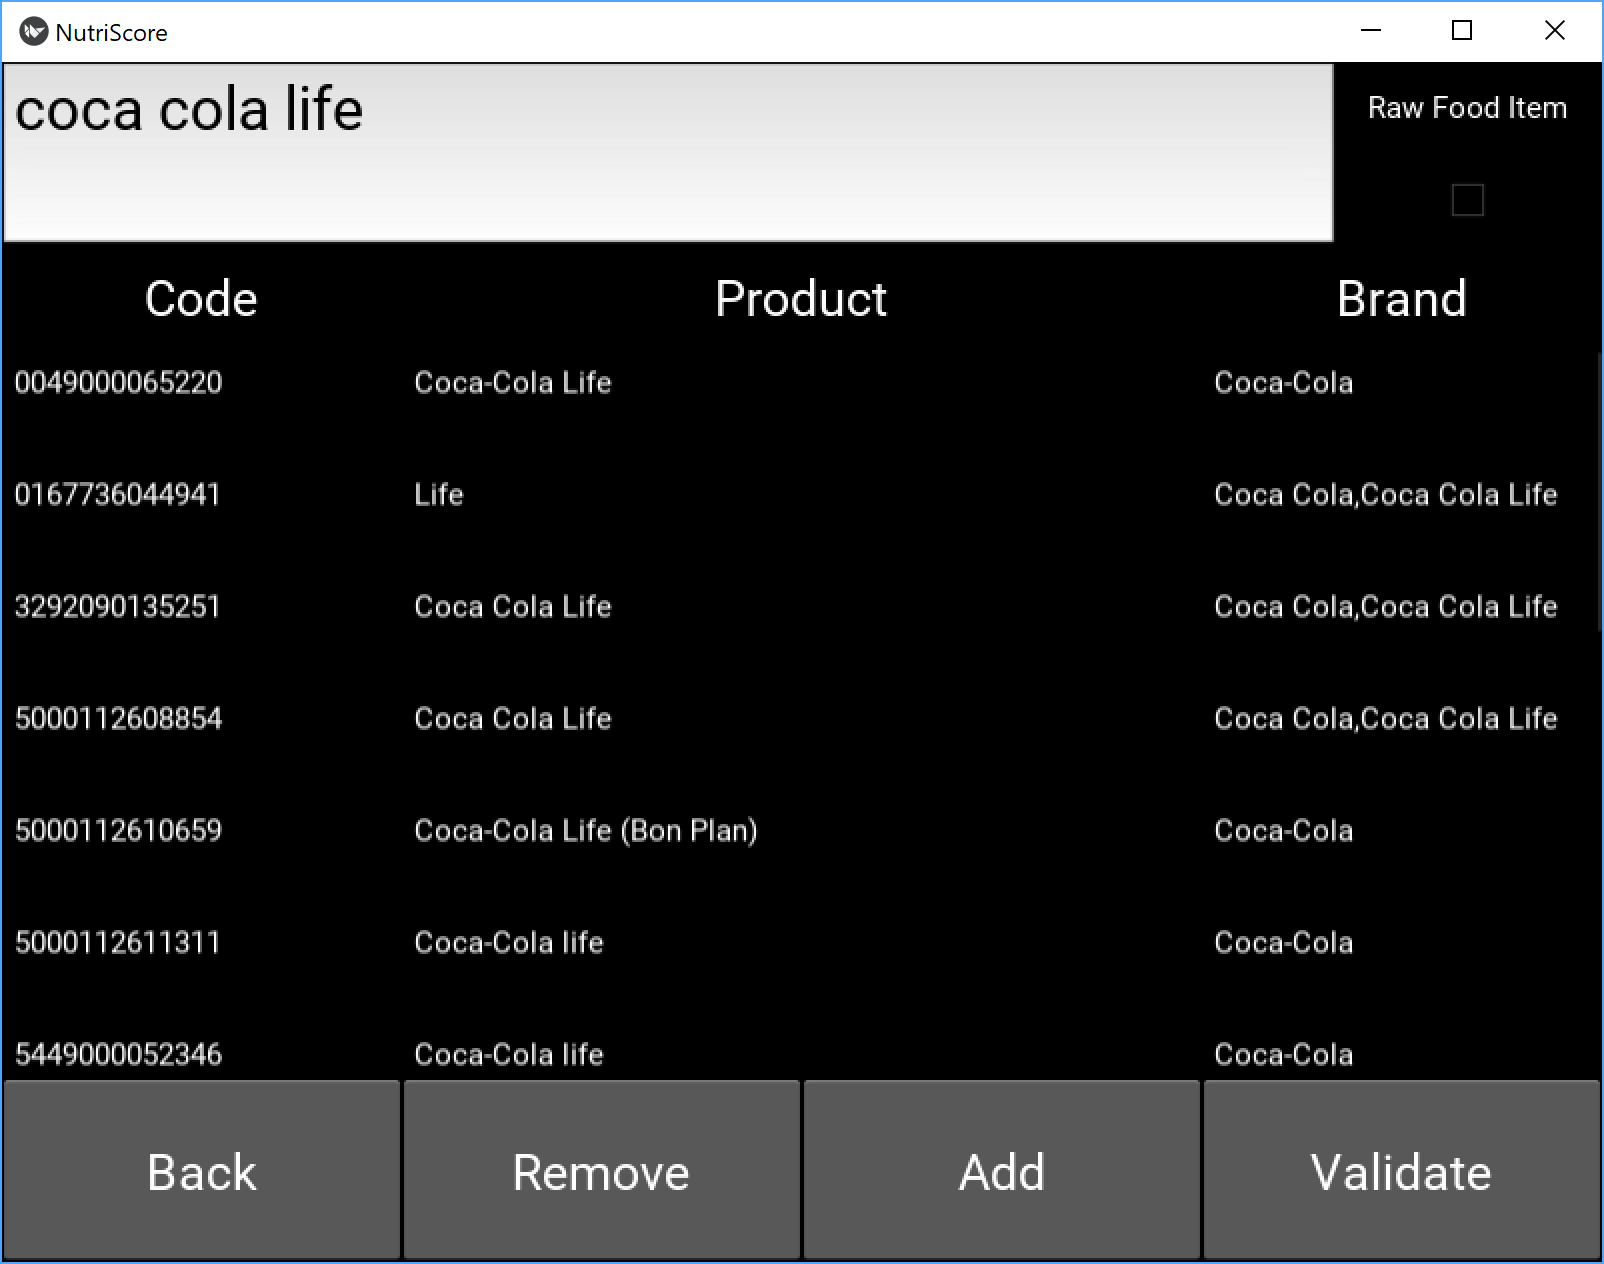 NutriScore
coca cola life
Raw Food Item
Code Product Brand
0049000065220 Coca-Cola Life Coca-Cola
0167736044941 Life Coca Cola,Coca Cola Life
3292090135251 Coca Cola Life Coca Cola,Coca Cola Life
5000112608854 Coca Cola Life Coca Cola,Coca Cola Life
5000112610659 Coca-Cola Life (Bon Plan) Coca-Cola
5000112611311 Coca-Cola life Coca-Cola
5449000052346 Coca-Cola life Coca-Cola
Back Remove Add Validate